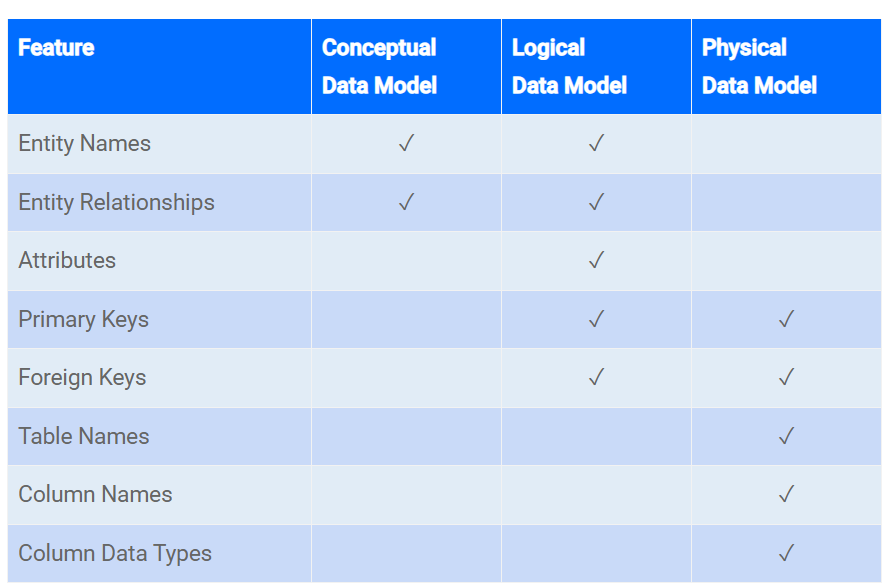 Feature Conceptual Data Model Logical Data Model Physical Data Model
Entity Names ✓ ✓
Entity Relationships ✓ ✓
Attributes ✓
Primary Keys ✓ ✓
Foreign Keys ✓ ✓
Table Names ✓
Column Names ✓
Column Data Types ✓